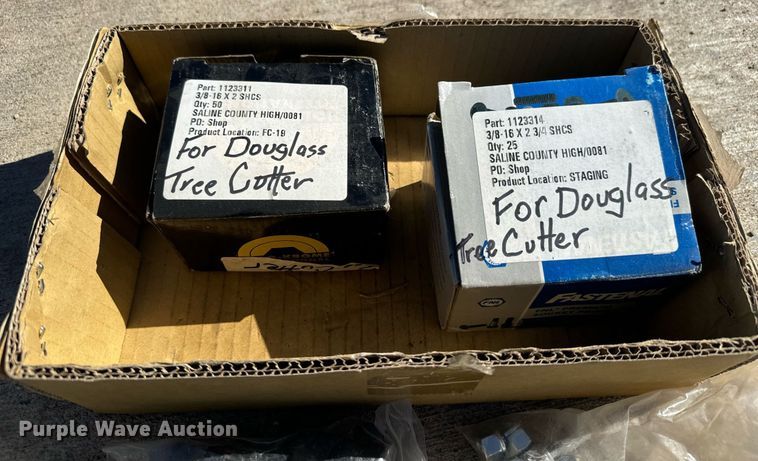 Part: 1123311
3/8-16 X 2 SHCS
Qty: 50
SALINE COUNTY HIGH/0081
PO: Shop
Product Location: FC-19
For Douglass
Tree Cutter
Part: 1123314
3/8-16 X 2 3/4 SHCS
Qty: 25
SALINE COUNTY HIGH/0081
PO: Shop
Product Location: STAGING
For Douglass
Tree Cutter
FASTENAL
Purple Wave Auction